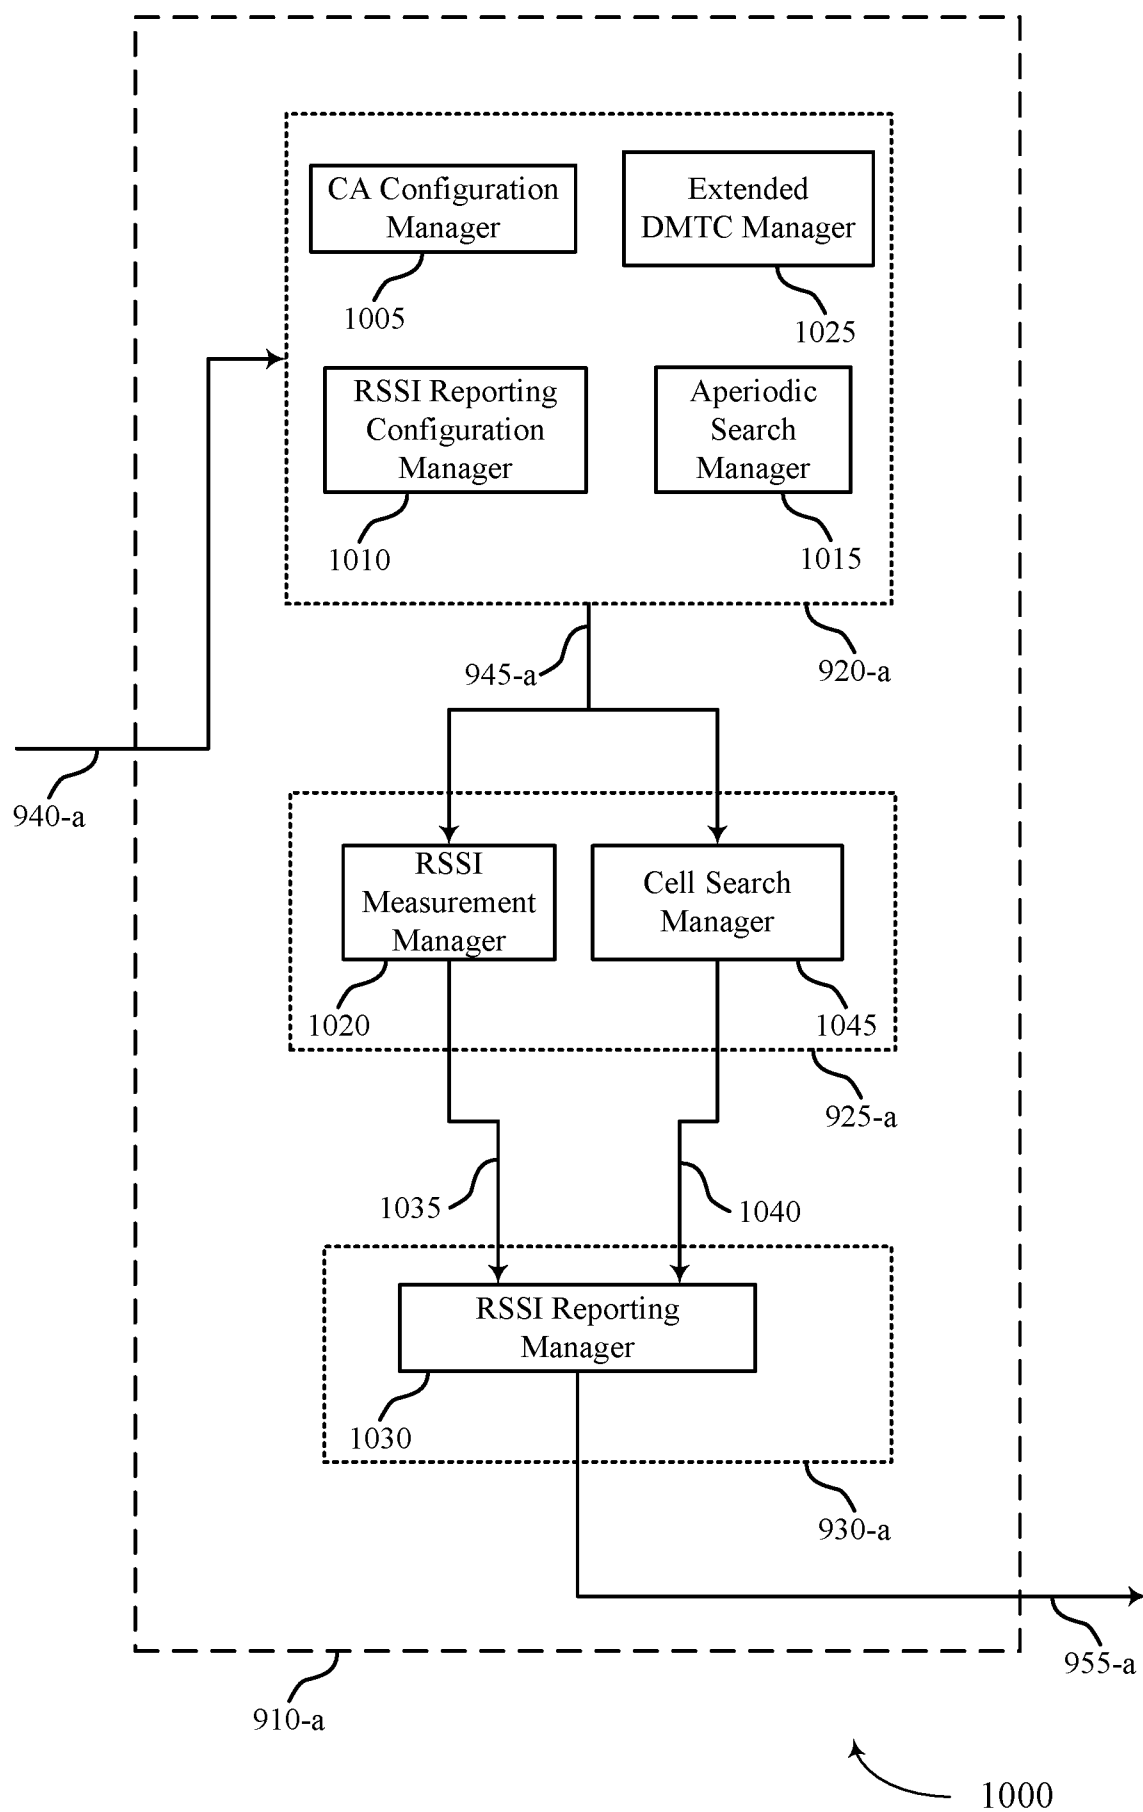 CA Configuration
Manager
1005
Extended
DMTC Manager
1025
RSSI Reporting
Configuration
Manager
1010
Aperiodic
Search
Manager
1015
945-a
920-a
940-a
RSSI
Measurement
Manager
1020
Cell Search
Manager
1045
925-a
1035
1040
RSSI Reporting
Manager
1030
930-a
955-a
910-a
1000